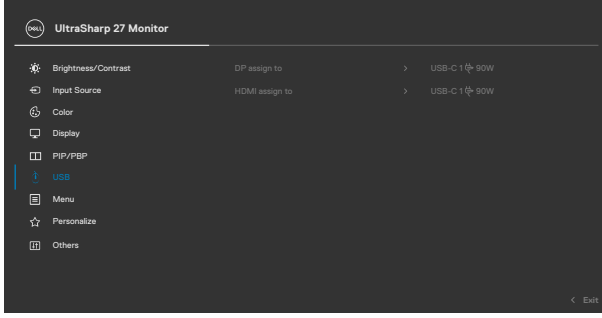 DELL UltraSharp 27 Monitor
Brightness/Contrast DP assign to > USB-C 1 90W
Input Source HDMI assign to > USB-C 1 90W
Color
Display
PIP/PBP
USB
Menu
Personalize
Others
< Exit